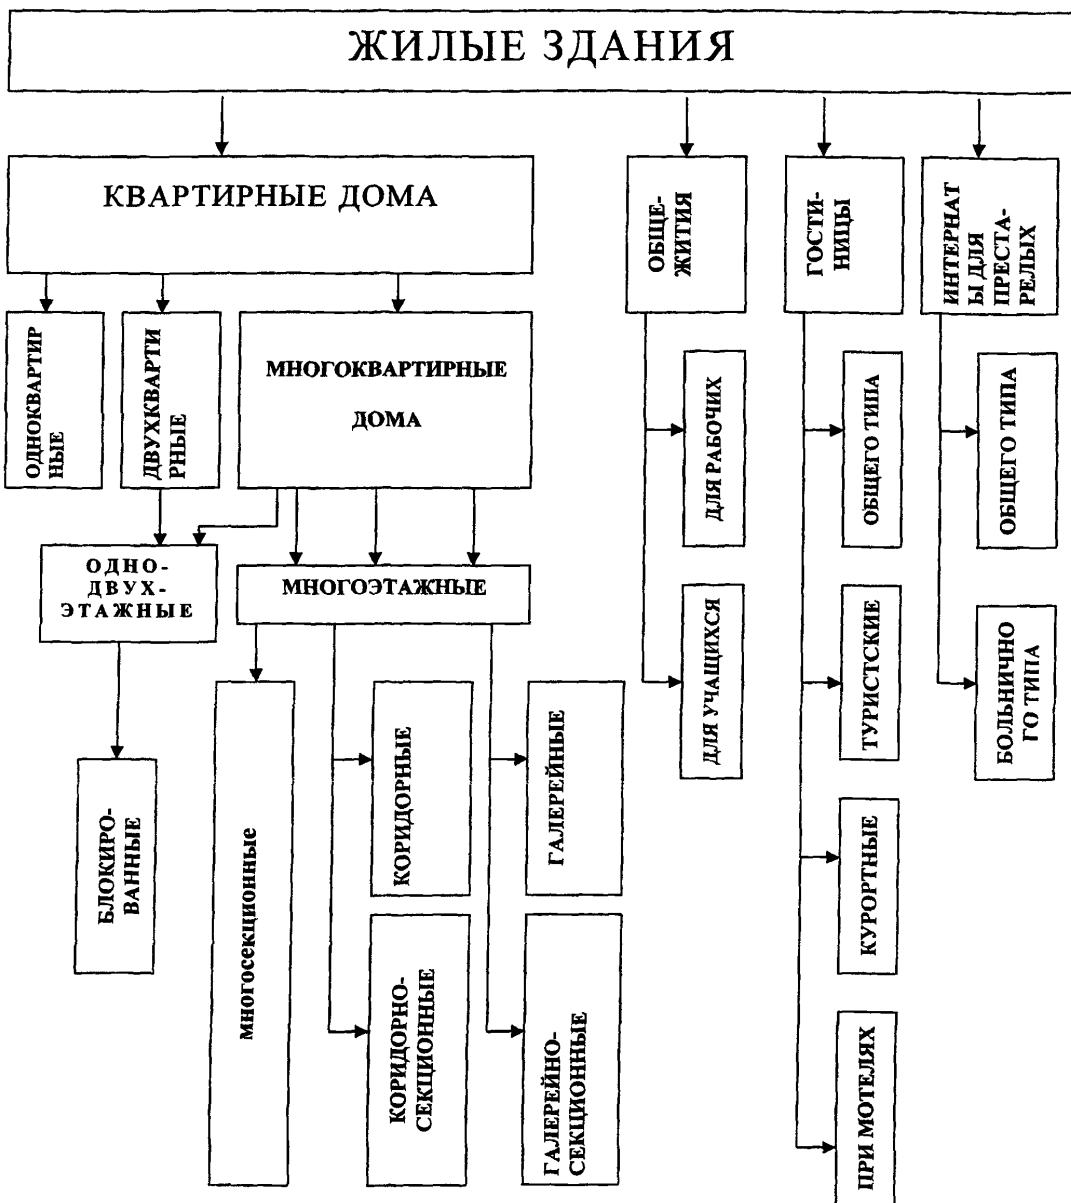 ЖИЛЫЕ ЗДАНИЯ
КВАРТИРНЫЕ ДОМА
ОБЩЕ-
ЖИТИЯ
ГОСТИ-
НИЦЫ
ИНТЕРНАТ
Ы ДЛЯ
ПРЕСТА-
РЕЛЫХ
ОДНОКВАРТИР
НЫЕ
ДВУХКВАРТИ
РНЫЕ
МНОГОКВАРТИРНЫЕ
ДОМА
ДЛЯ РАБОЧИХ
ОБЩЕГО ТИПА
ОБЩЕГО ТИПА
ОДНО-
ДВУХ-
ЭТАЖНЫЕ
МНОГОЭТАЖНЫЕ
ДЛЯ УЧАЩИХСЯ
ТУРИСТСКИЕ
БОЛЬНИЧНО
ГО ТИПА
БЛОКИРО-
ВАННЫЕ
многосекционные
КОРИДОРНЫЕ
ГАЛЕРЕЙНЫЕ
КУРОРТНЫЕ
КОРИДОРНО-
СЕКЦИОННЫЕ
ГАЛЕРЕЙНО-
СЕКЦИОННЫЕ
ПРИ МОТЕЛЯХ